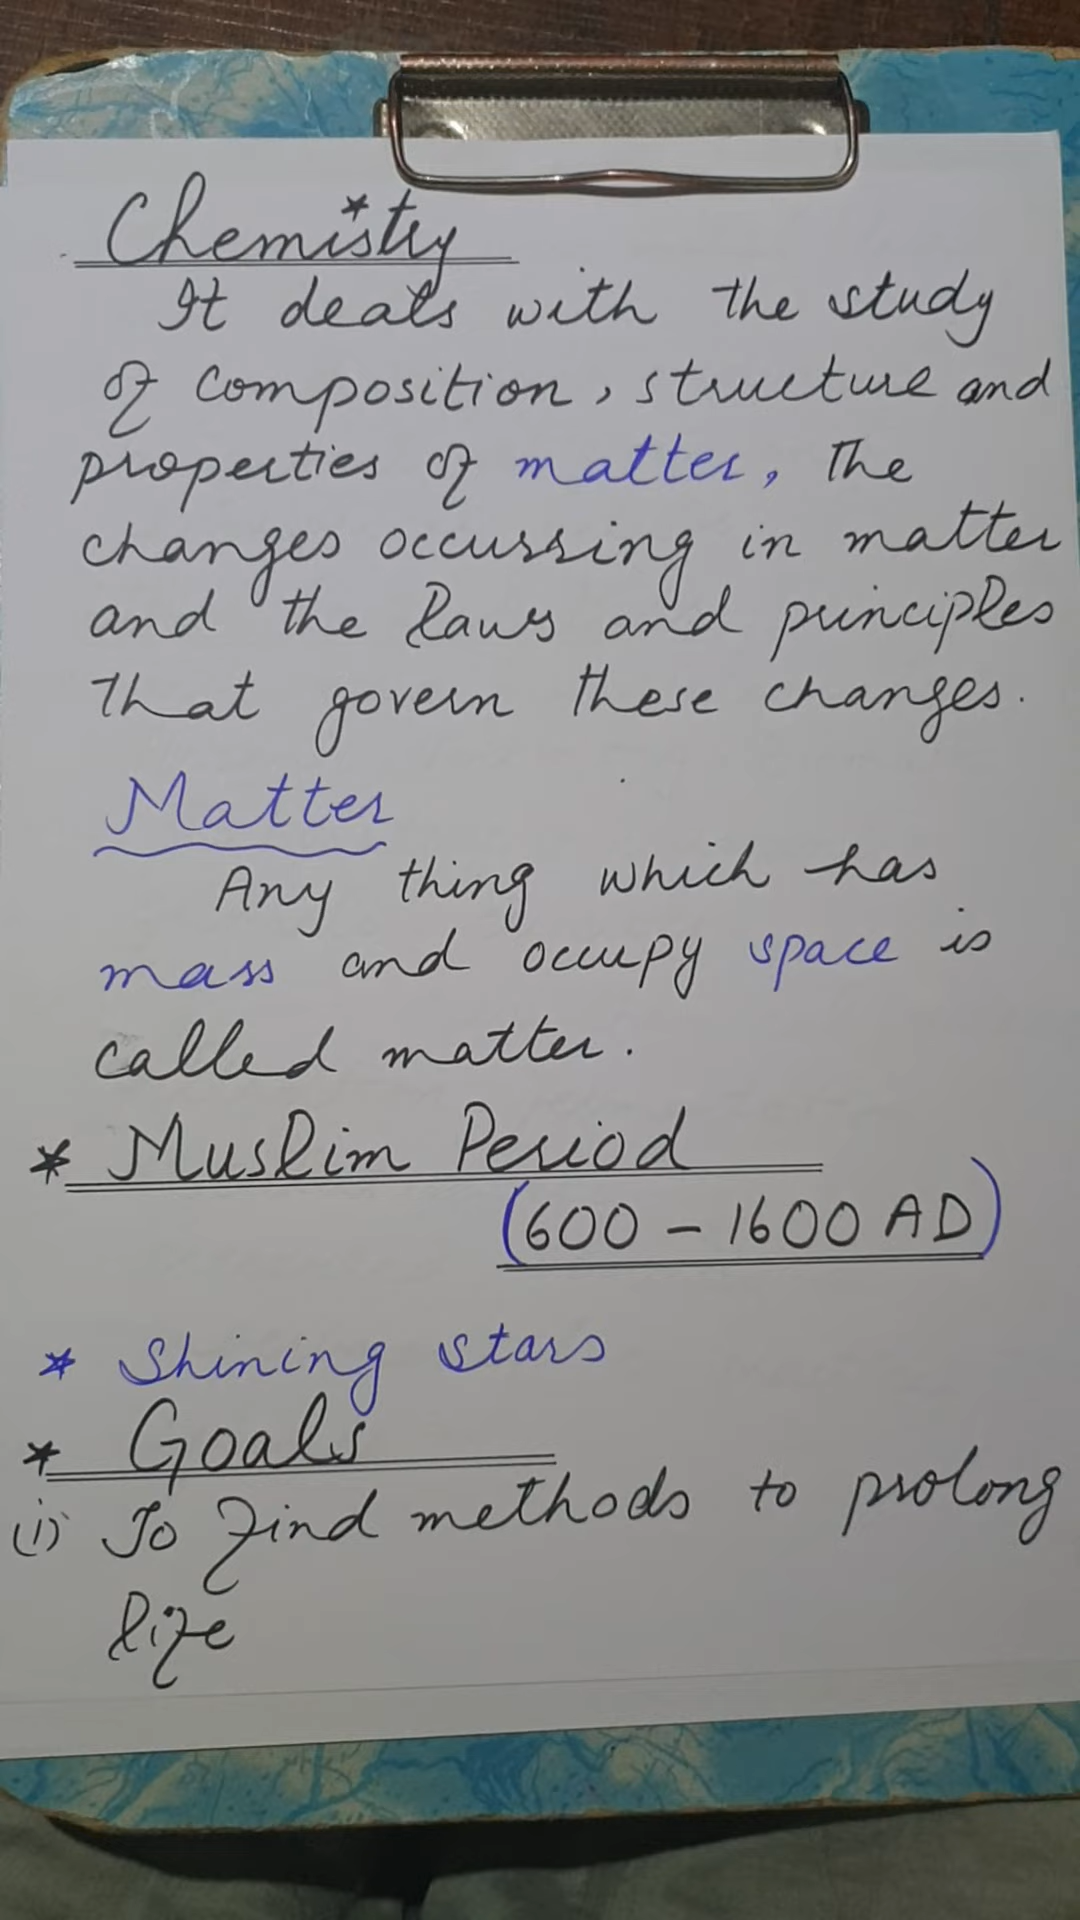 Chemistry
It deals with the study
of composition, structure and
properties of matter, the
changes occurring in matter
and the laws and principles
that govern these changes.
Matter
Any thing which has
mass and occupy space is
called matter.
* Muslim Period
(600 - 1600 AD)
* Shining stars
* Goals
(i) To find methods to prolong
life